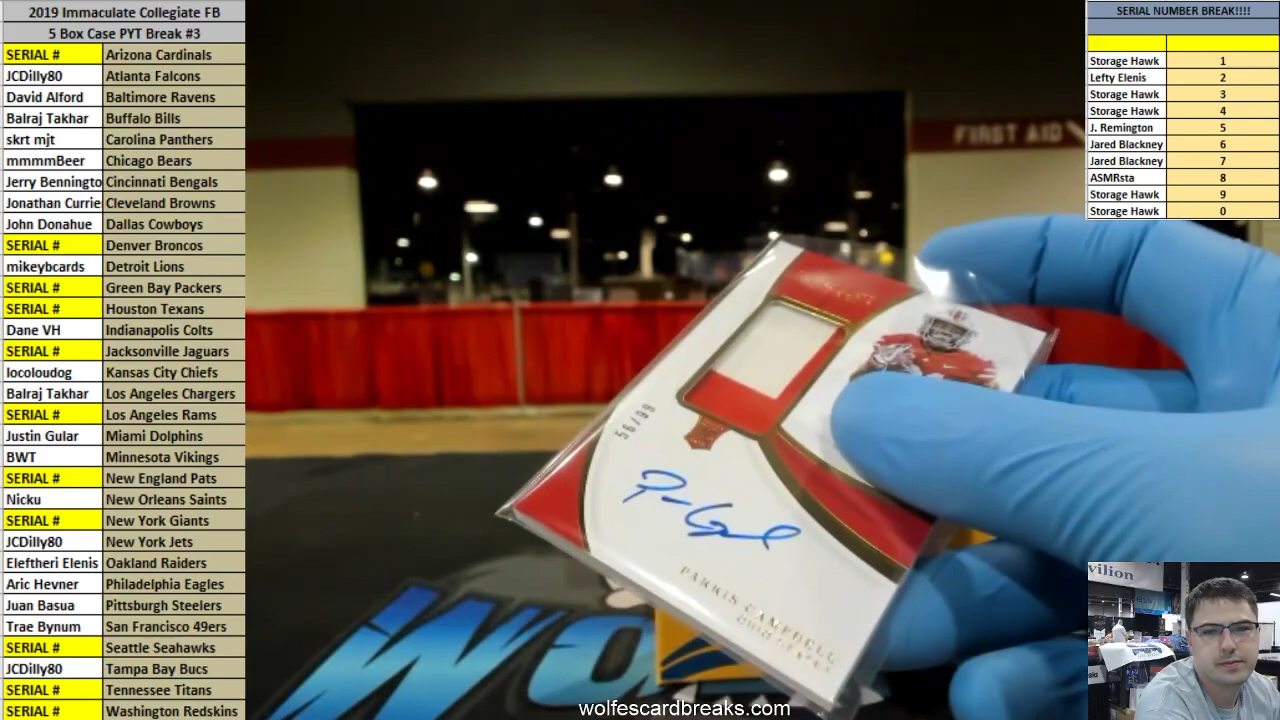 2019 Immaculate Collegiate FB
5 Box Case PYT Break #3
SERIAL # Arizona Cardinals
JCDilly80 Atlanta Falcons
David Alford Baltimore Ravens
Balraj Takhar Buffalo Bills
skrt mjt Carolina Panthers
mmmmBeer Chicago Bears
Jerry Benningto Cincinnati Bengals
Jonathan Currie Cleveland Browns
John Donahue Dallas Cowboys
SERIAL # Denver Broncos
mikeybcards Detroit Lions
SERIAL # Green Bay Packers
SERIAL # Houston Texans
Dane VH Indianapolis Colts
SERIAL # Jacksonville Jaguars
locoloudog Kansas City Chiefs
Balraj Takhar Los Angeles Chargers
SERIAL # Los Angeles Rams
Justin Gular Miami Dolphins
BWT Minnesota Vikings
SERIAL # New England Pats
Nicku New Orleans Saints
SERIAL # New York Giants
JCDilly80 New York Jets
Eleftheri Elenis Oakland Raiders
Aric Hevner Philadelphia Eagles
Juan Basua Pittsburgh Steelers
Trae Bynum San Francisco 49ers
SERIAL # Seattle Seahawks
JCDilly80 Tampa Bay Bucs
SERIAL # Tennessee Titans
SERIAL # Washington Redskins
SERIAL NUMBER BREAK!!!!
Storage Hawk 1
Lefty Elenis 2
Storage Hawk 3
Storage Hawk 4
J. Remington 5
Jared Blackney 6
Jared Blackney 7
ASMRsta 8
Storage Hawk 9
Storage Hawk 0
FIRST AID
56/99
PARRIS CAMPBELL
OHIO STATE
Wo
vilion
wolfescardbreaks.com